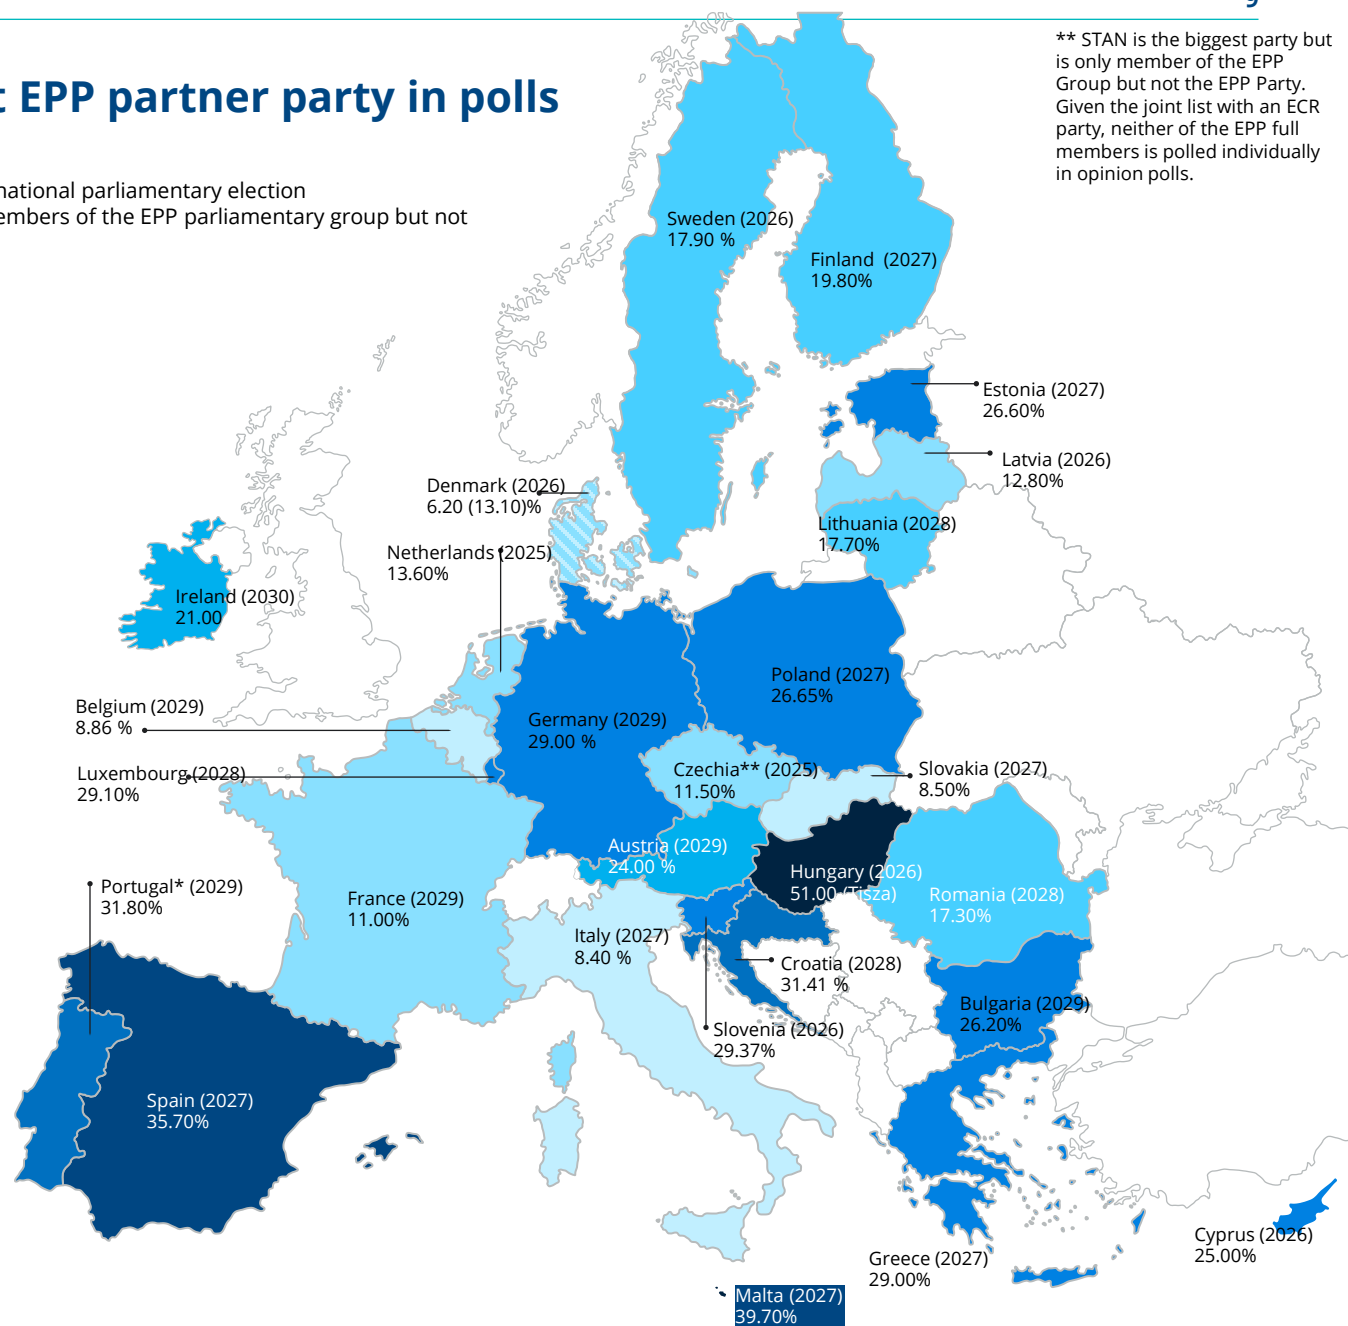 ** STAN is the biggest party but
is only member of the EPP
Group but not the EPP Party.
Given the joint list with an ECR
party, neither of the EPP full
members is polled individually
in opinion polls.
EPP partner party in polls
national parliamentary election
embers of the EPP parliamentary group but not
Sweden (2026)
17.90 %
Finland (2027)
19.80%
Estonia (2027)
26.60%
Latvia (2026)
12.80%
Denmark (2026)
6.20 (13.10)%
Lithuania (2028)
17.70%
Netherlands (2025)
13.60%
Ireland (2030)
21.00
Poland (2027)
26.65%
Belgium (2029)
8.86 %
Germany (2029)
29.00 %
Luxembourg (2028)
29.10%
Czechia** (2025)
11.50%
Slovakia (2027)
8.50%
Austria (2029)
24.00 %
Hungary (2026)
51.00 (Tisza)
Portugal* (2029)
31.80%
France (2029)
11.00%
Romania (2028)
17.30%
Italy (2027)
8.40 %
Croatia (2028)
31.41 %
Bulgaria (2029)
26.20%
Slovenia (2026)
29.37%
Spain (2027)
35.70%
Cyprus (2026)
25.00%
Greece (2027)
29.00%
Malta (2027)
39.70%